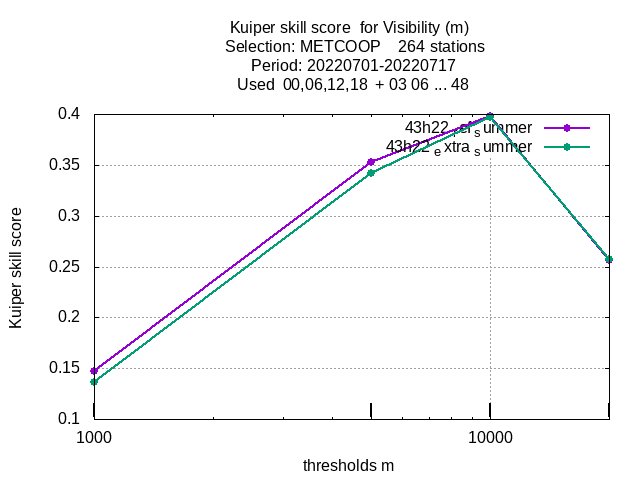 Kuiper skill score for Visibility (m)
Selection: METCOOP 264 stations
Period: 20220701-20220717
Used 00,06,12,18 + 03 06 ... 48
0.4
0.35
0.3
0.25
0.2
0.15
0.1
Kuiper skill score
43h22 summer
43h22_extra_summer
1000
10000
thresholds m